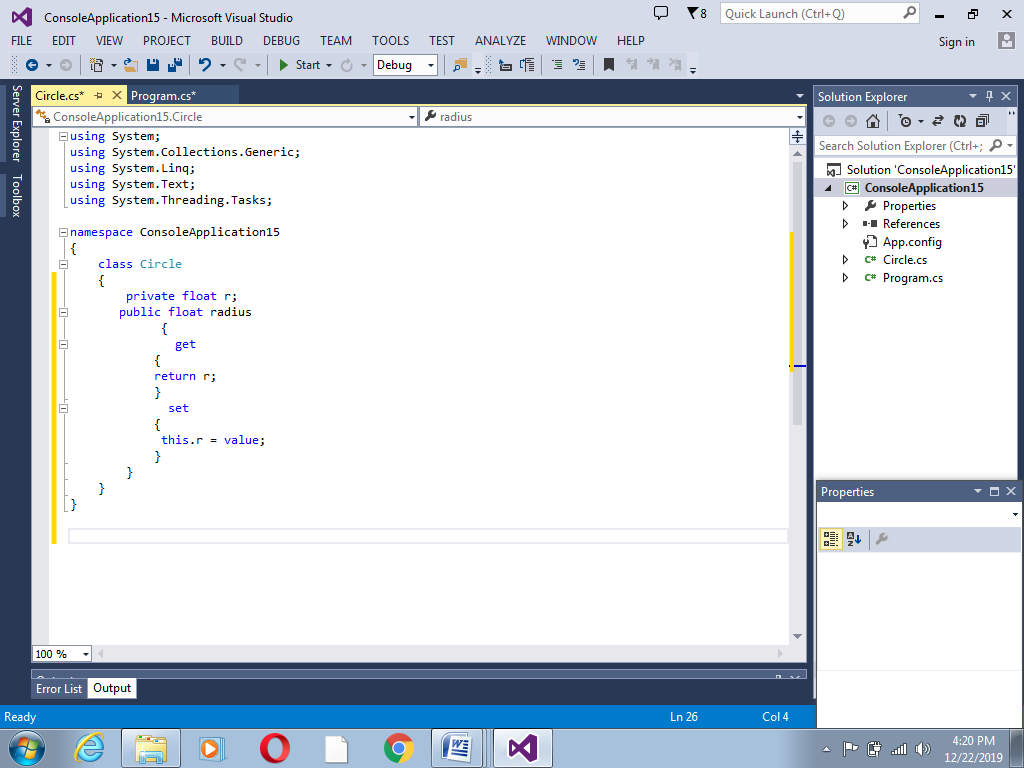 ConsoleApplication15 - Microsoft Visual Studio
8
Quick Launch (Ctrl+Q)
FILE EDIT VIEW PROJECT BUILD DEBUG TEAM TOOLS TEST ANALYZE WINDOW HELP
Sign in
Start
Debug
Server Explorer
Toolbox
Circle.cs*
Program.cs*
ConsoleApplication15.Circle
radius
using System;
using System.Collections.Generic;
using System.Linq;
using System.Text;
using System.Threading.Tasks;
namespace ConsoleApplication15
{
class Circle
{
private float r;
public float radius
{
get
{
return r;
}
set
{
this.r = value;
}
}
}
}
100 %
Solution Explorer
Search Solution Explorer (Ctrl+;
Solution 'ConsoleApplication15'
C# ConsoleApplication15
Properties
References
App.config
C# Circle.cs
C# Program.cs
Properties
Error List
Output
Ready
Ln 26
Col 4
4:20 PM
12/22/2019